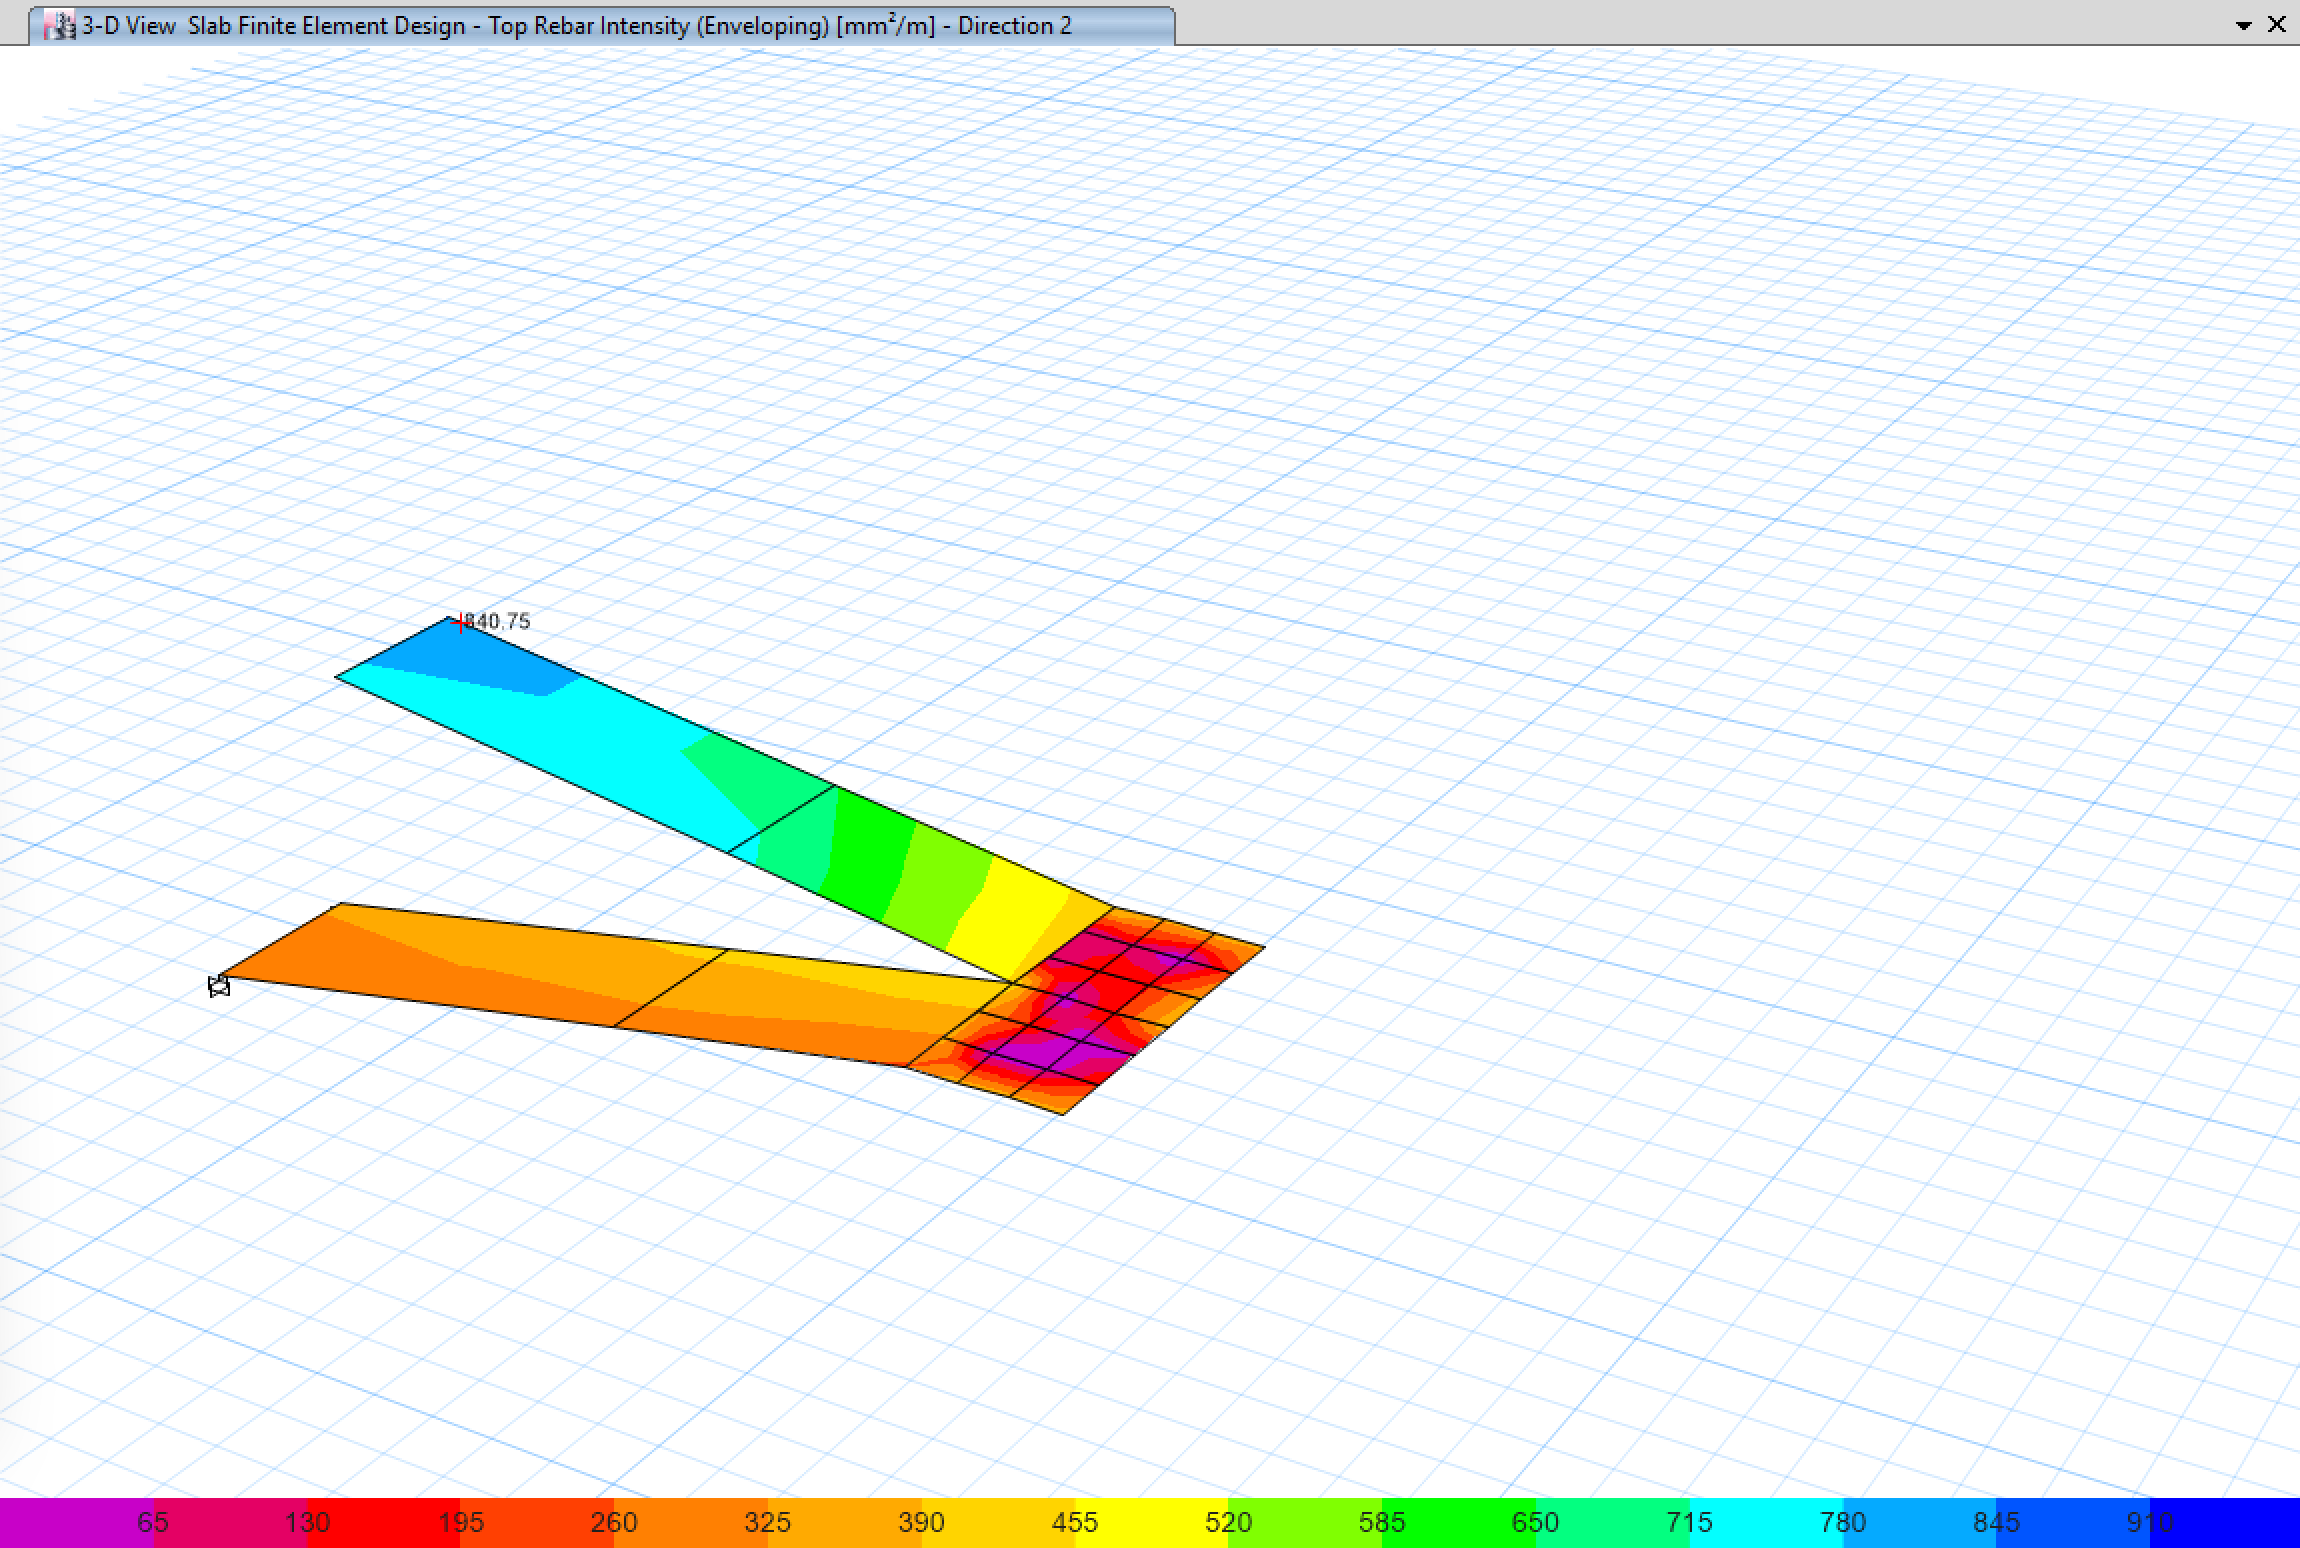 3-D View Slab Finite Element Design - Top Rebar Intensity (Enveloping) [mm²/m] - Direction 2
840.75
65 130 195 260 325 390 455 520 585 650 715 780 845 910